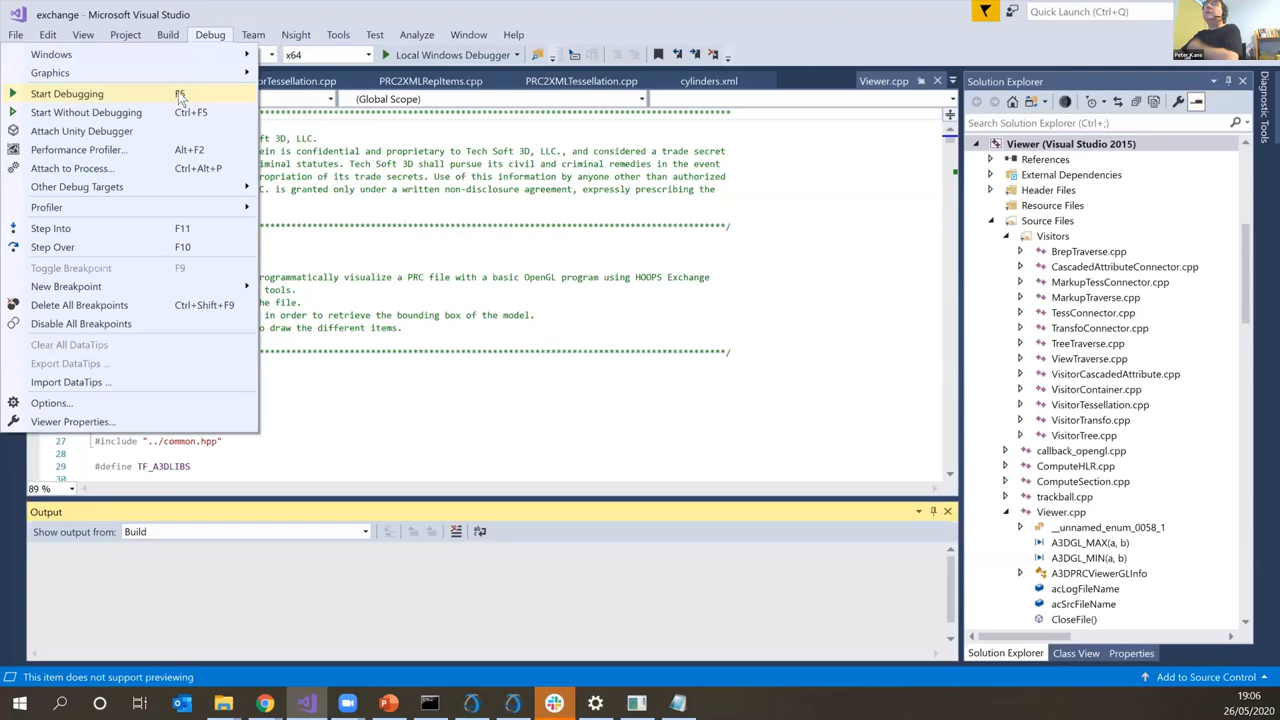 exchange - Microsoft Visual Studio
Quick Launch (Ctrl+Q)
Peter Kane
File Edit View Project Build Debug Team Nsight Tools Test Analyze Window Help
x64 Local Windows Debugger
Windows
Graphics
Start Debugging F5
Start Without Debugging Ctrl+F5
Attach Unity Debugger
Performance Profiler... Alt+F2
Attach to Process... Ctrl+Alt+P
Other Debug Targets
Profiler
Step Into F11
Step Over F10
Toggle Breakpoint F9
New Breakpoint
Delete All Breakpoints Ctrl+Shift+F9
Disable All Breakpoints
Clear All DataTips
Export DataTips ...
Import DataTips ...
Options...
Viewer Properties...
orTessellation.cpp PRC2XMLRepItems.cpp PRC2XMLTessellation.cpp cylinders.xml Viewer.cpp
(Global Scope)
***********************************************************************
ft 3D, LLC.
ein is confidential and proprietary to Tech Soft 3D, LLC., and considered a trade secret
iminal statutes. Tech Soft 3D shall pursue its civil and criminal remedies in the event
ropriation of its trade secrets. Use of this information by anyone other than authorized
C. is granted only under a written non-disclosure agreement, expressly prescribing the
***********************************************************************
rogrammatically visualize a PRC file with a basic OpenGL program using HOOPS Exchange
tools.
he file.
in order to retrieve the bounding box of the model.
o draw the different items.
***********************************************************************
27 #include "../common.hpp"
28
29 #define TF_A3DLIBS
30
89 %
Output
Show output from: Build
Solution Explorer
Search Solution Explorer (Ctrl+;)
Viewer (Visual Studio 2015)
References
External Dependencies
Header Files
Resource Files
Source Files
Visitors
BrepTraverse.cpp
CascadedAttributeConnector.cpp
MarkupTessConnector.cpp
MarkupTraverse.cpp
TessConnector.cpp
TransfoConnector.cpp
TreeTraverse.cpp
ViewTraverse.cpp
VisitorCascadedAttribute.cpp
VisitorContainer.cpp
VisitorTessellation.cpp
VisitorTransfo.cpp
VisitorTree.cpp
callback_opengl.cpp
ComputeHLR.cpp
ComputeSection.cpp
trackball.cpp
Viewer.cpp
__unnamed_enum_0058_1
A3DGL_MAX(a, b)
A3DGL_MIN(a, b)
A3DPRCViewerGLInfo
acLogFileName
acSrcFileName
CloseFile()
Solution Explorer Class View Properties
Diagnostic Tools
This item does not support previewing
Add to Source Control
19:06
26/05/2020